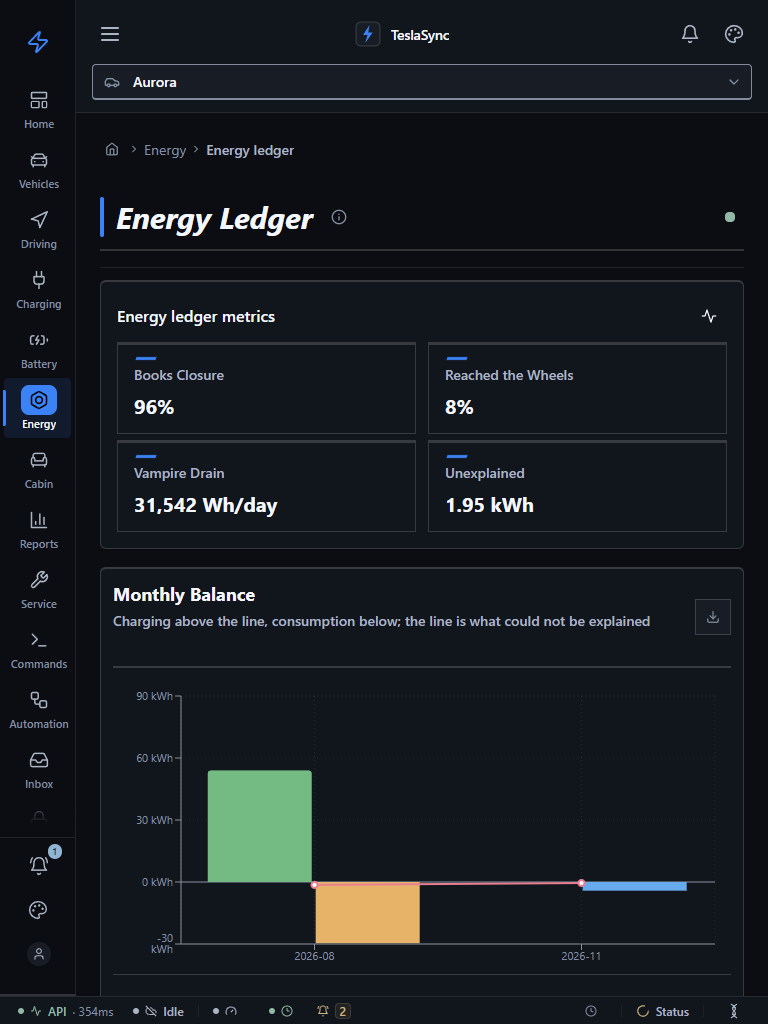 TeslaSync
Aurora
Home
Vehicles
Driving
Charging
Battery
Energy
Cabin
Reports
Service
Commands
Automation
Inbox
1
Energy
Energy ledger
Energy Ledger
Energy ledger metrics
Books Closure
96%
Reached the Wheels
8%
Vampire Drain
31,542 Wh/day
Unexplained
1.95 kWh
Monthly Balance
Charging above the line, consumption below; the line is what could not be explained
90 kWh
60 kWh
30 kWh
0 kWh
-30
kWh
2026-08
2026-11
API · 354ms
Idle
2
Status